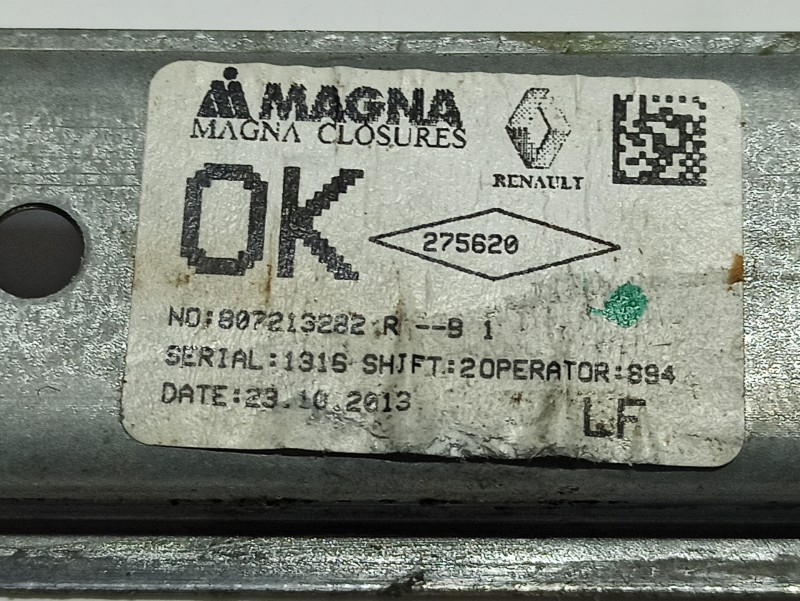 MAGNA
MAGNA CLOSURES
RENAULT
OK
275620
NO:807213282 R --B 1
SERIAL:1316 SHIFT:2OPERATOR:894
DATE:23.10.2013
LF